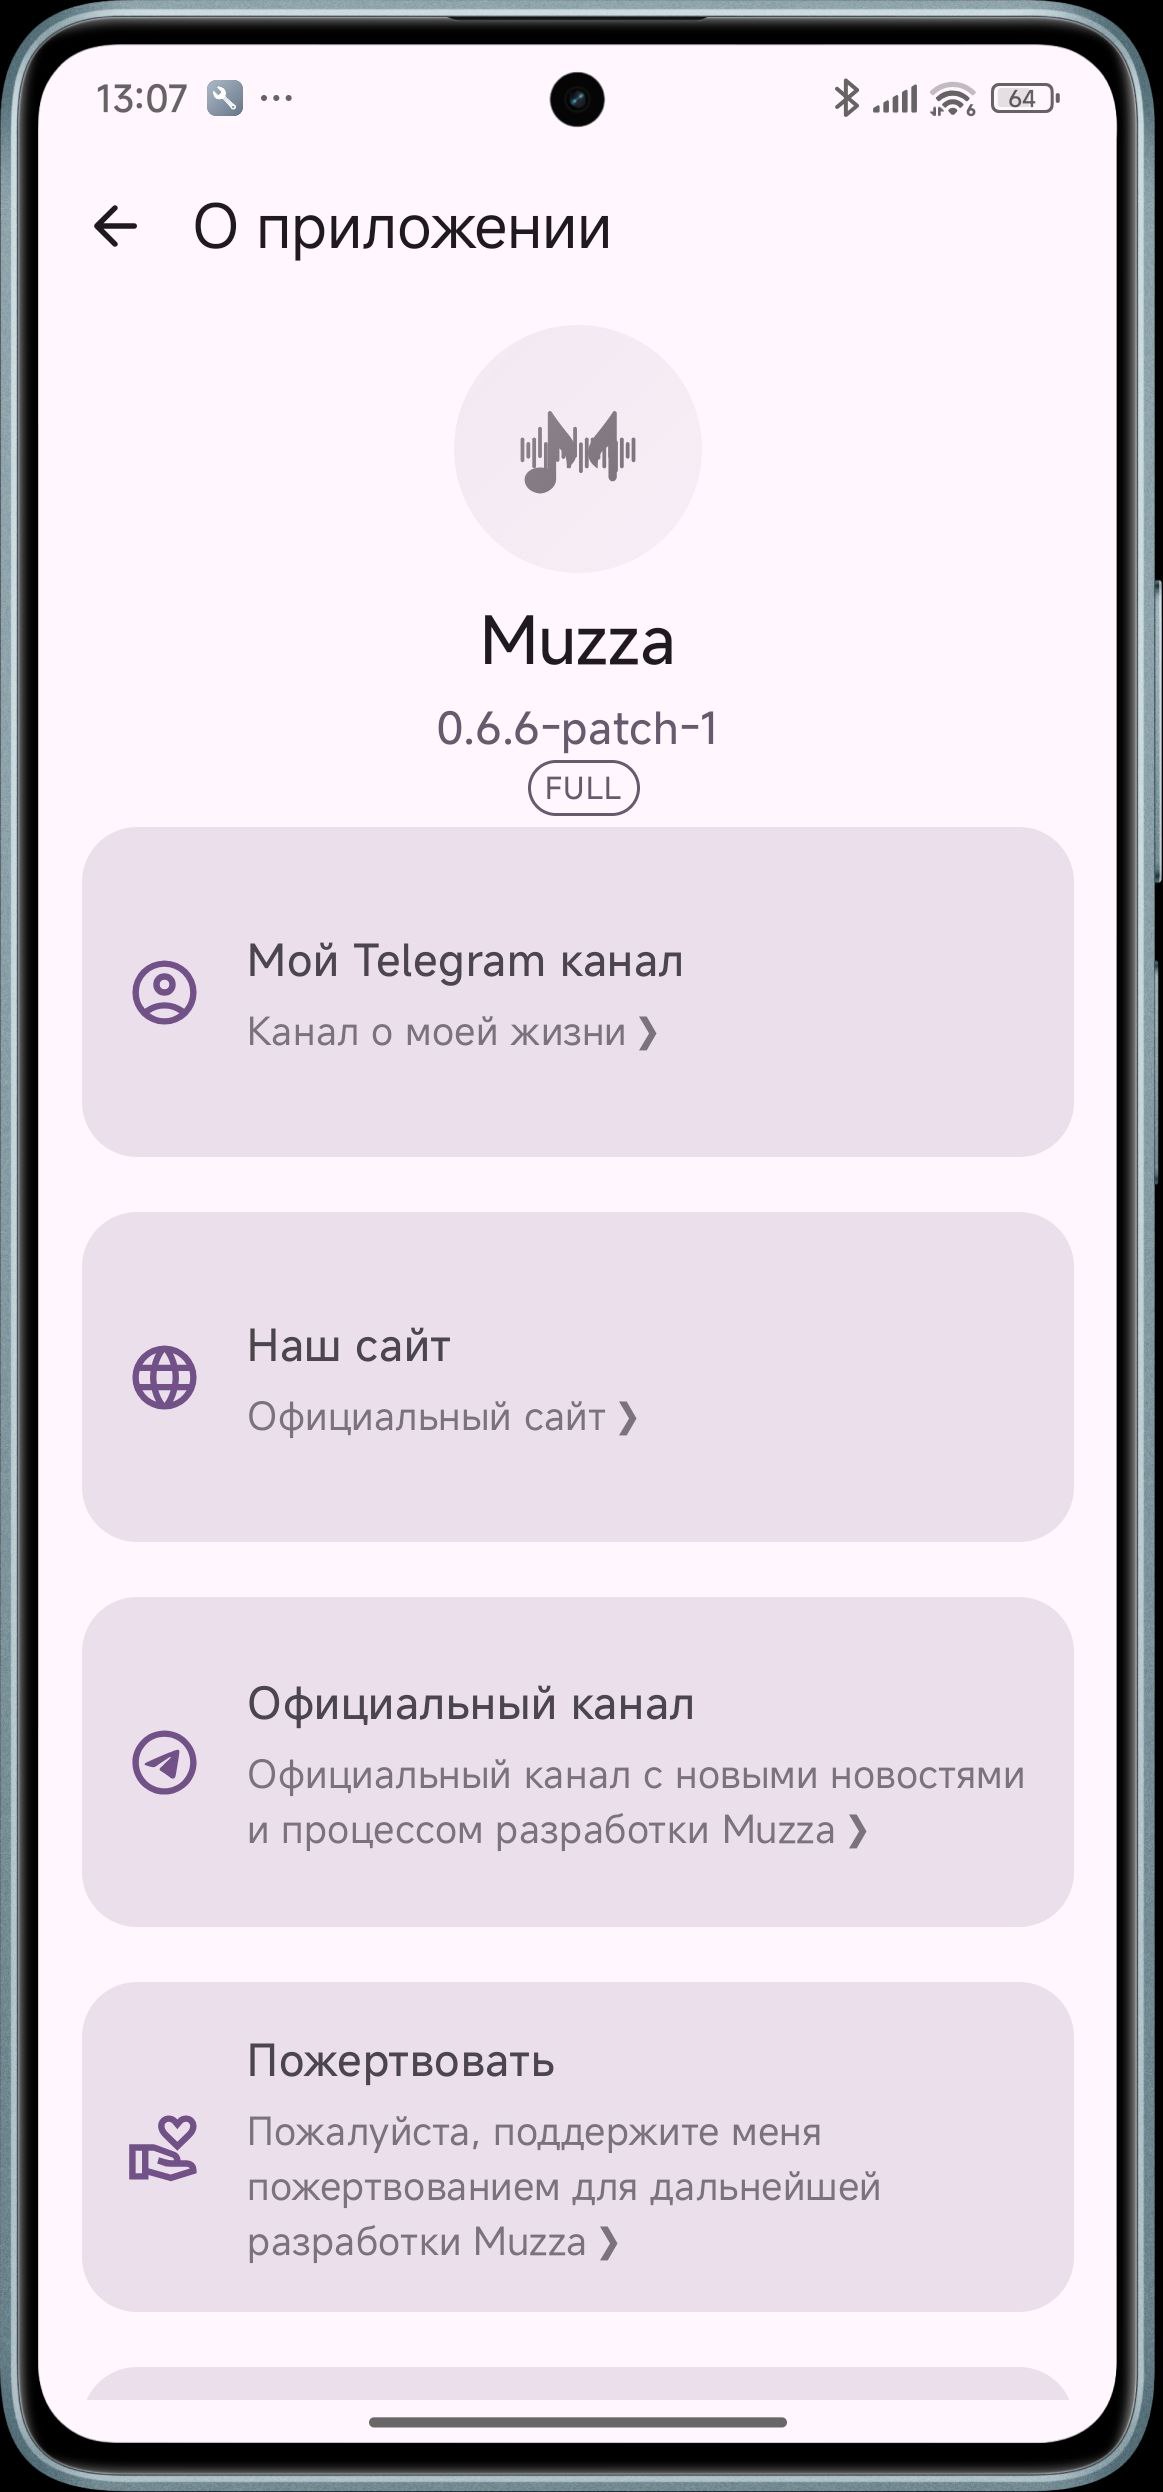 13:07
64
О приложении
Muzza
0.6.6-patch-1
FULL
Мой Telegram канал
Канал о моей жизни ❯
Наш сайт
Официальный сайт ❯
Официальный канал
Официальный канал с новыми новостями
и процессом разработки Muzza ❯
Пожертвовать
Пожалуйста, поддержите меня
пожертвованием для дальнейшей
разработки Muzza ❯